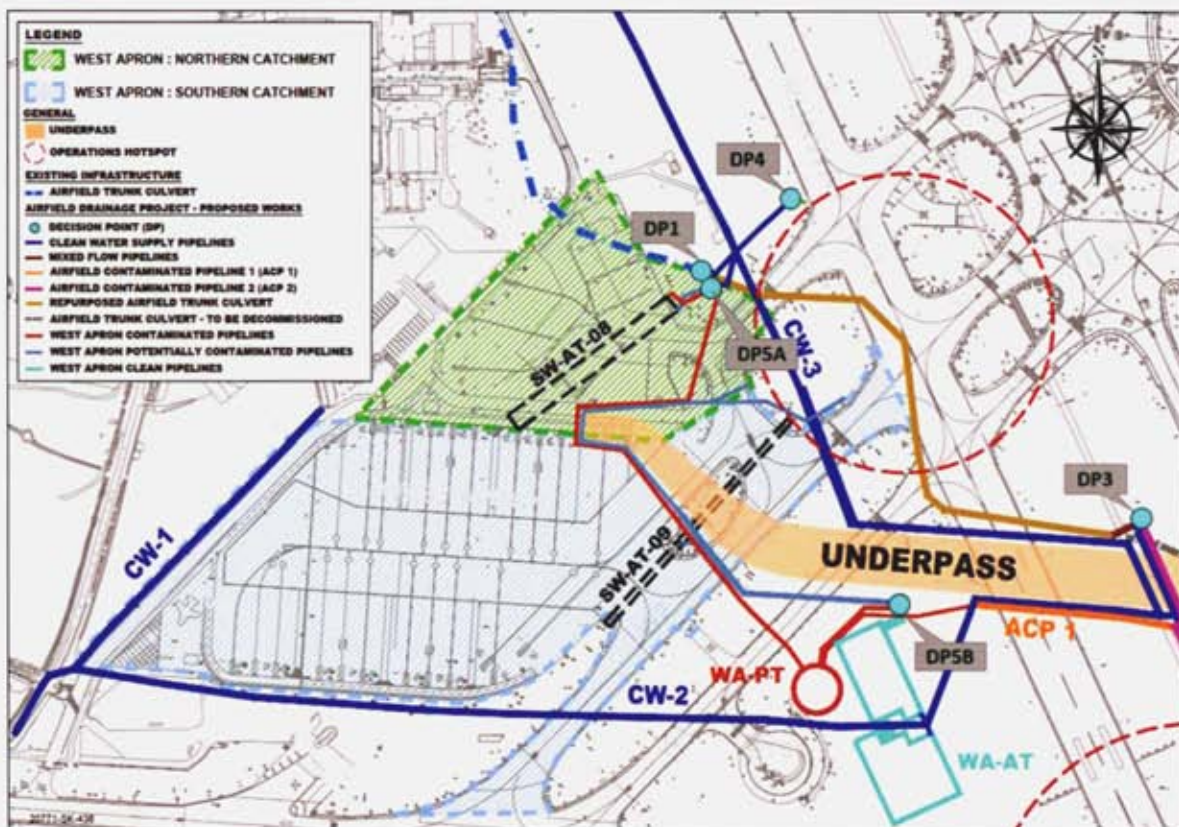 LEGEND
WEST APRON : NORTHERN CATCHMENT
WEST APRON : SOUTHERN CATCHMENT
GENERAL
UNDERPASS
OPERATIONS HOTSPOT
EXISTING INFRASTRUCTURE
AIRFIELD TRUNK CULVERT
AIRFIELD DRAINAGE PROJECT - PROPOSED WORKS
DECISION POINT (DP)
CLEAN WATER SUPPLY PIPELINES
MIXED FLOW PIPELINES
AIRFIELD CONTAMINATED PIPELINE 1 (ACP 1)
AIRFIELD CONTAMINATED PIPELINE 2 (ACP 2)
REPURPOSED AIRFIELD TRUNK CULVERT
AIRFIELD TRUNK CULVERT - TO BE DECOMMISSIONED
WEST APRON CONTAMINATED PIPELINES
WEST APRON POTENTIALLY CONTAMINATED PIPELINES
WEST APRON CLEAN PIPELINES
DP4
DP1
SW-AT-08
DP5A
CW-3
DP3
CW-1
SW-AT-09
UNDERPASS
ACP 1
DP5B
WA-PT
CW-2
WA-AT
20771-SK-436